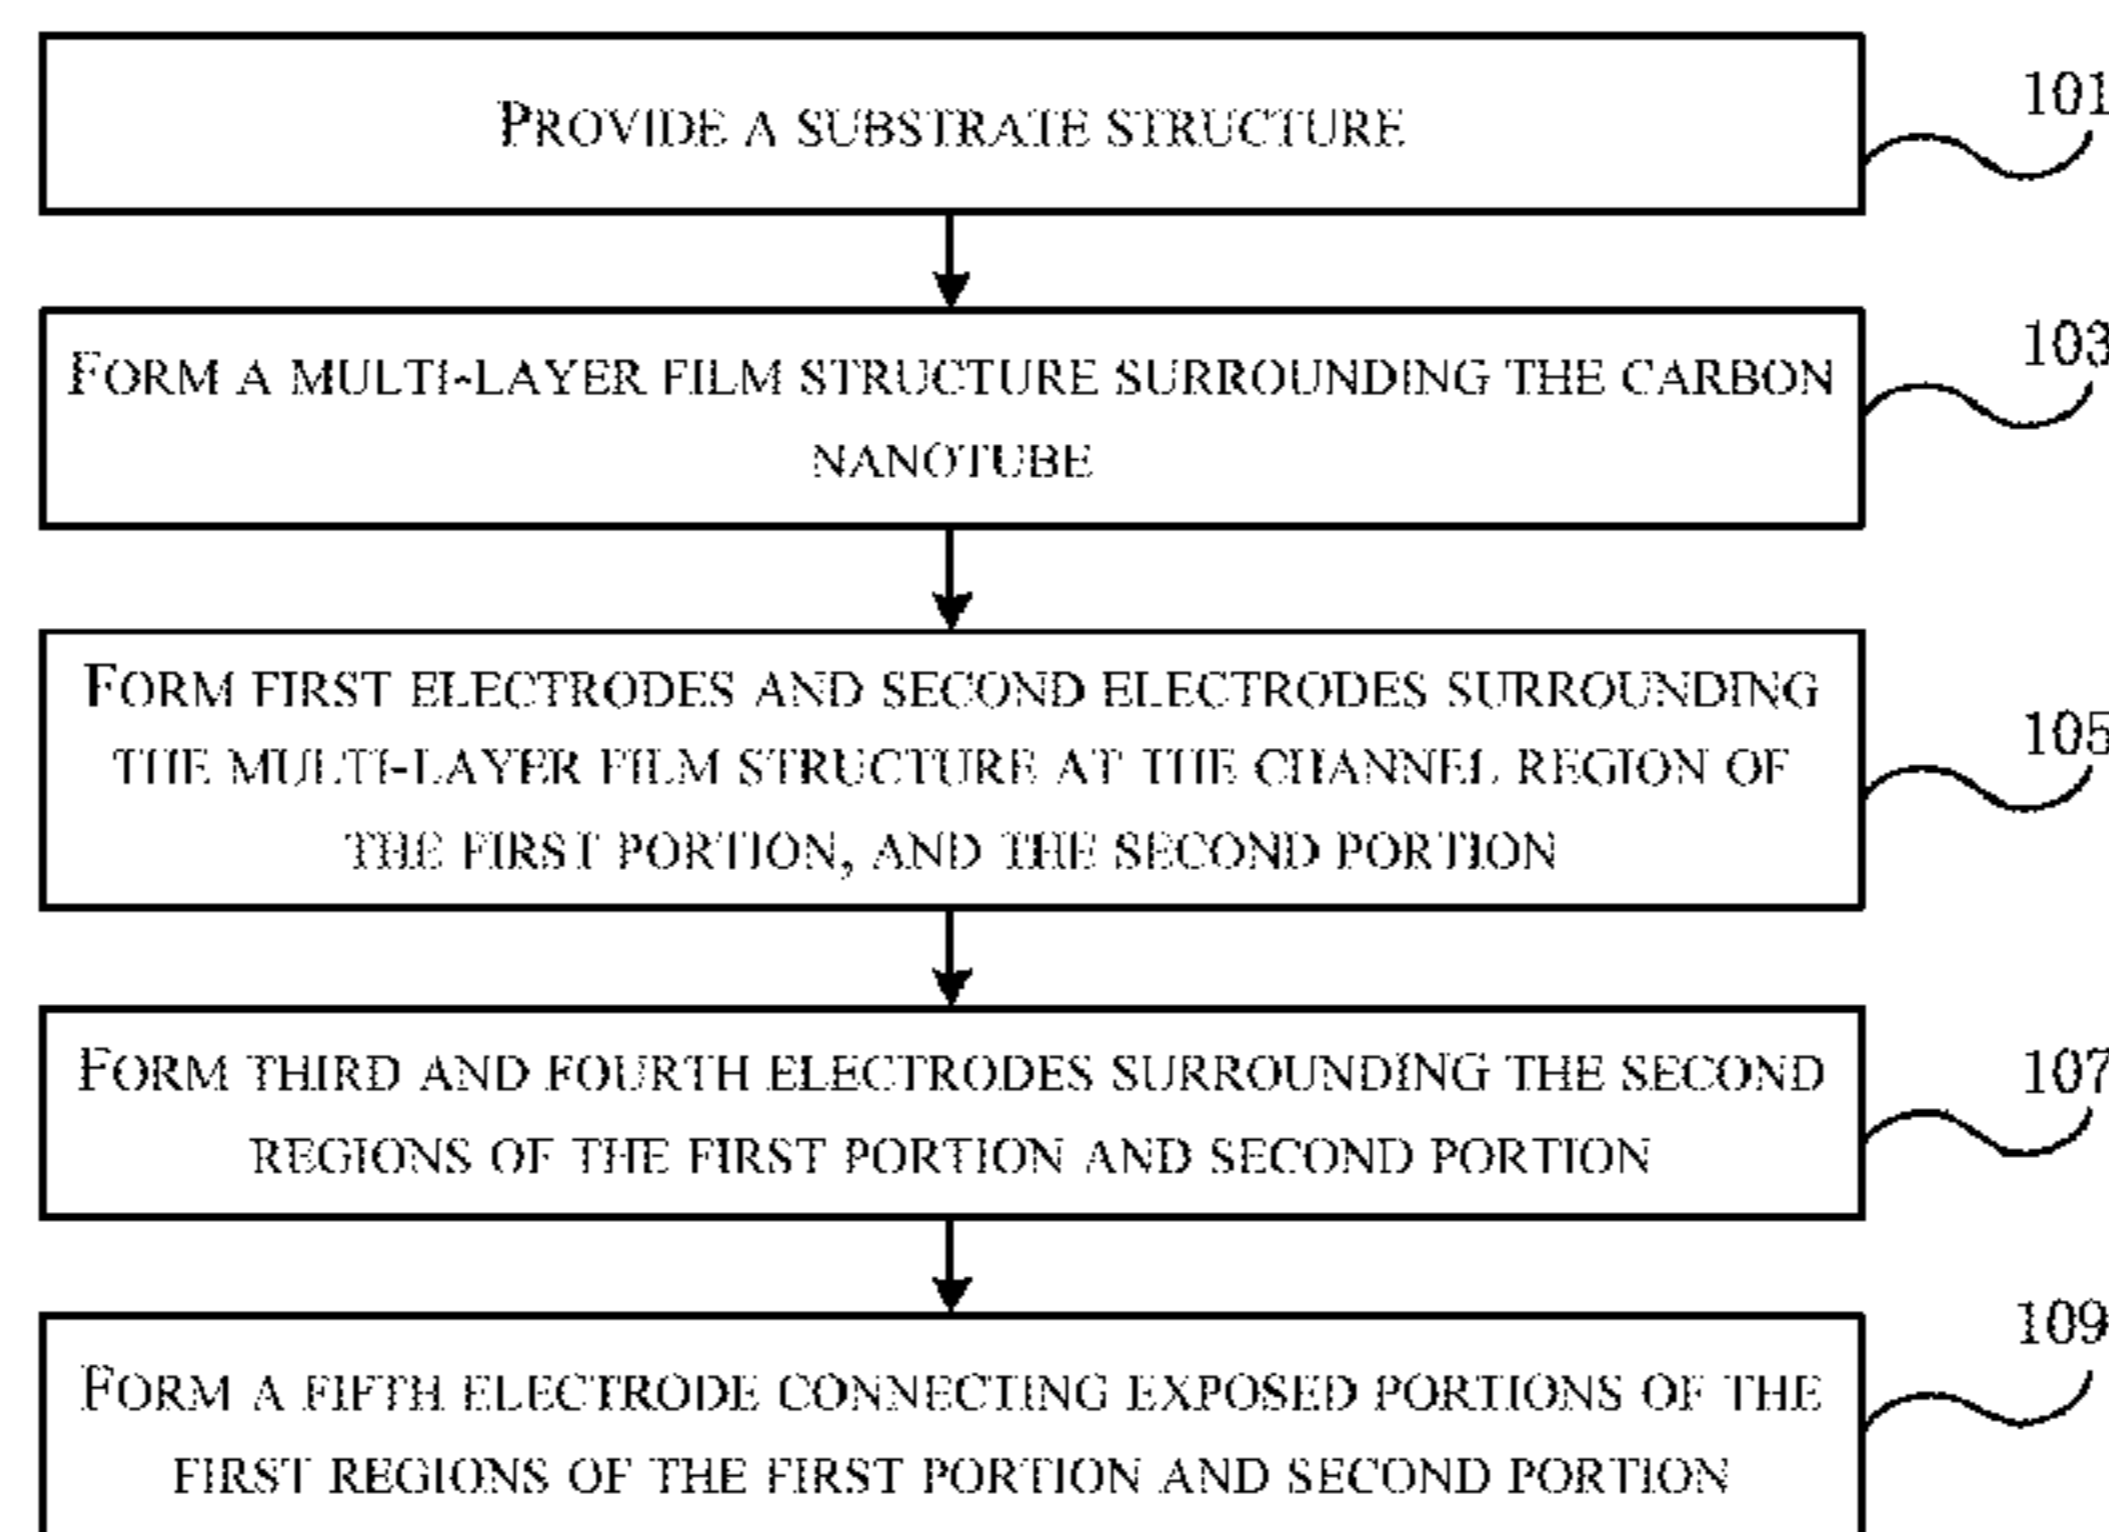 PROVIDE A SUBSTRATE STRUCTURE
101
FORM A MULTI-LAYER FILM STRUCTURE SURROUNDING THE CARBON
NANOTUBE
103
FORM FIRST ELECTRODES AND SECOND ELECTRODES SURROUNDING
THE MULTI-LAYER FILM STRUCTURE AT THE CHANNEL REGION OF
THE FIRST PORTION, AND THE SECOND PORTION
105
FORM THIRD AND FOURTH ELECTRODES SURROUNDING THE SECOND
REGIONS OF THE FIRST PORTION AND SECOND PORTION
107
FORM A FIFTH ELECTRODE CONNECTING EXPOSED PORTIONS OF THE
FIRST REGIONS OF THE FIRST PORTION AND SECOND PORTION
109